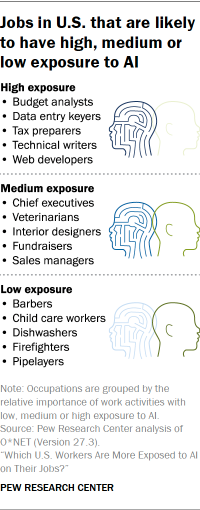 Jobs in U.S. that are likely
to have high, medium or
low exposure to AI
High exposure
• Budget analysts
• Data entry keyers
• Tax preparers
• Technical writers
• Web developers
Medium exposure
• Chief executives
• Veterinarians
• Interior designers
• Fundraisers
• Sales managers
Low exposure
• Barbers
• Child care workers
• Dishwashers
• Firefighters
• Pipelayers
Note: Occupations are grouped by the
relative importance of work activities with
low, medium or high exposure to AI.
Source: Pew Research Center analysis of
O*NET (Version 27.3).
“Which U.S. Workers Are More Exposed to AI
on Their Jobs?”
PEW RESEARCH CENTER